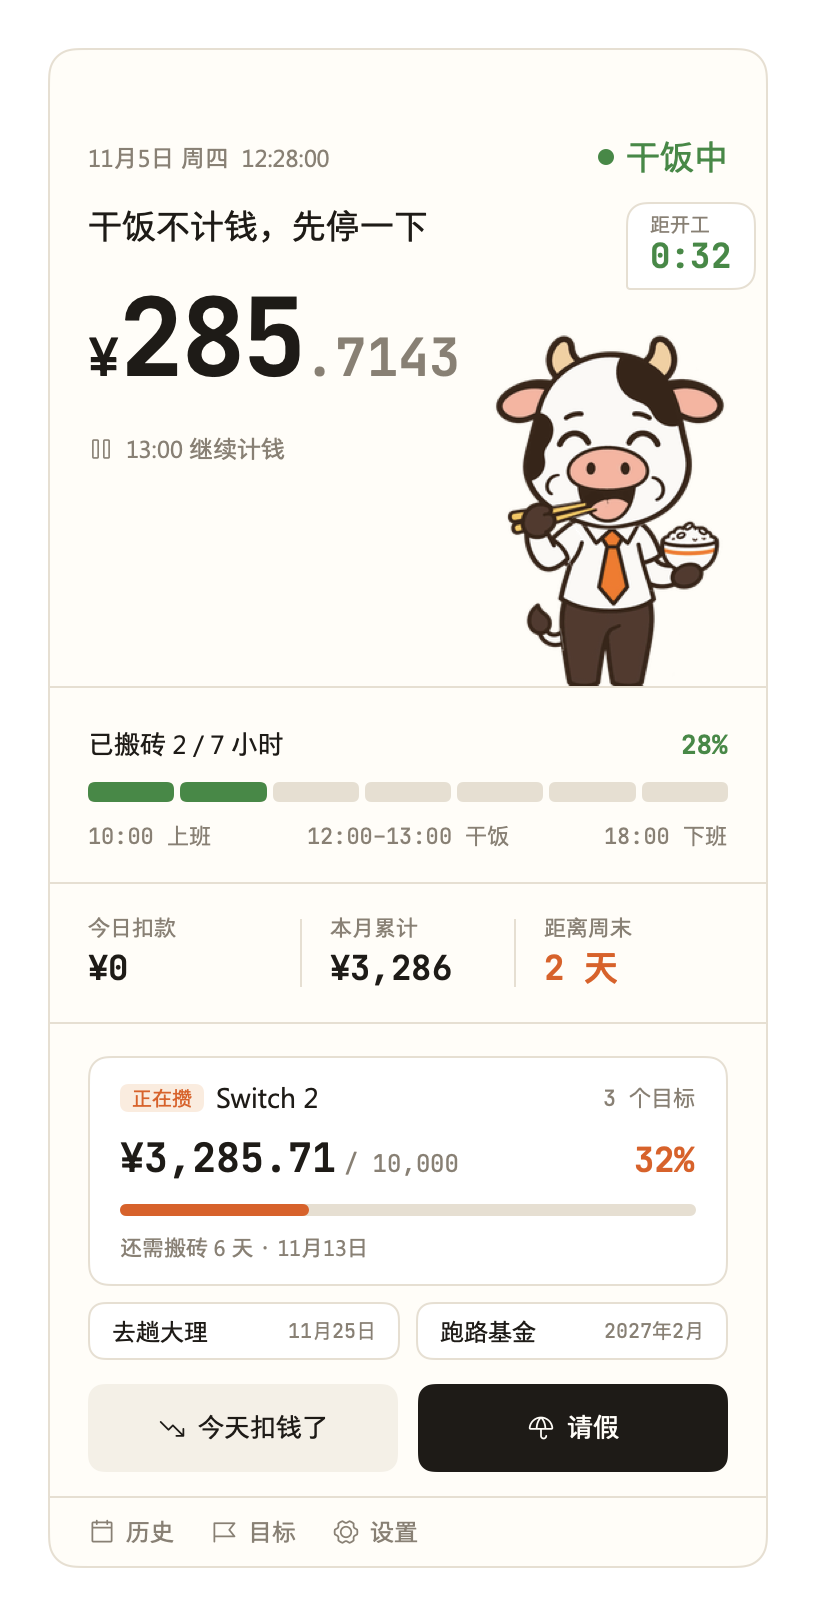 11月5日 周四 12:28:00
干饭中
干饭不计钱，先停一下
距开工
0:32
¥285.7143
13:00 继续计钱
已搬砖 2 / 7 小时
28%
10:00 上班
12:00–13:00 干饭
18:00 下班
今日扣款
¥0
本月累计
¥3,286
距离周末
2 天
正在攒 Switch 2
3 个目标
¥3,285.71 / 10,000
32%
还需搬砖 6 天 · 11月13日
去趟大理
11月25日
跑路基金
2027年2月
今天扣钱了
请假
历史
目标
设置